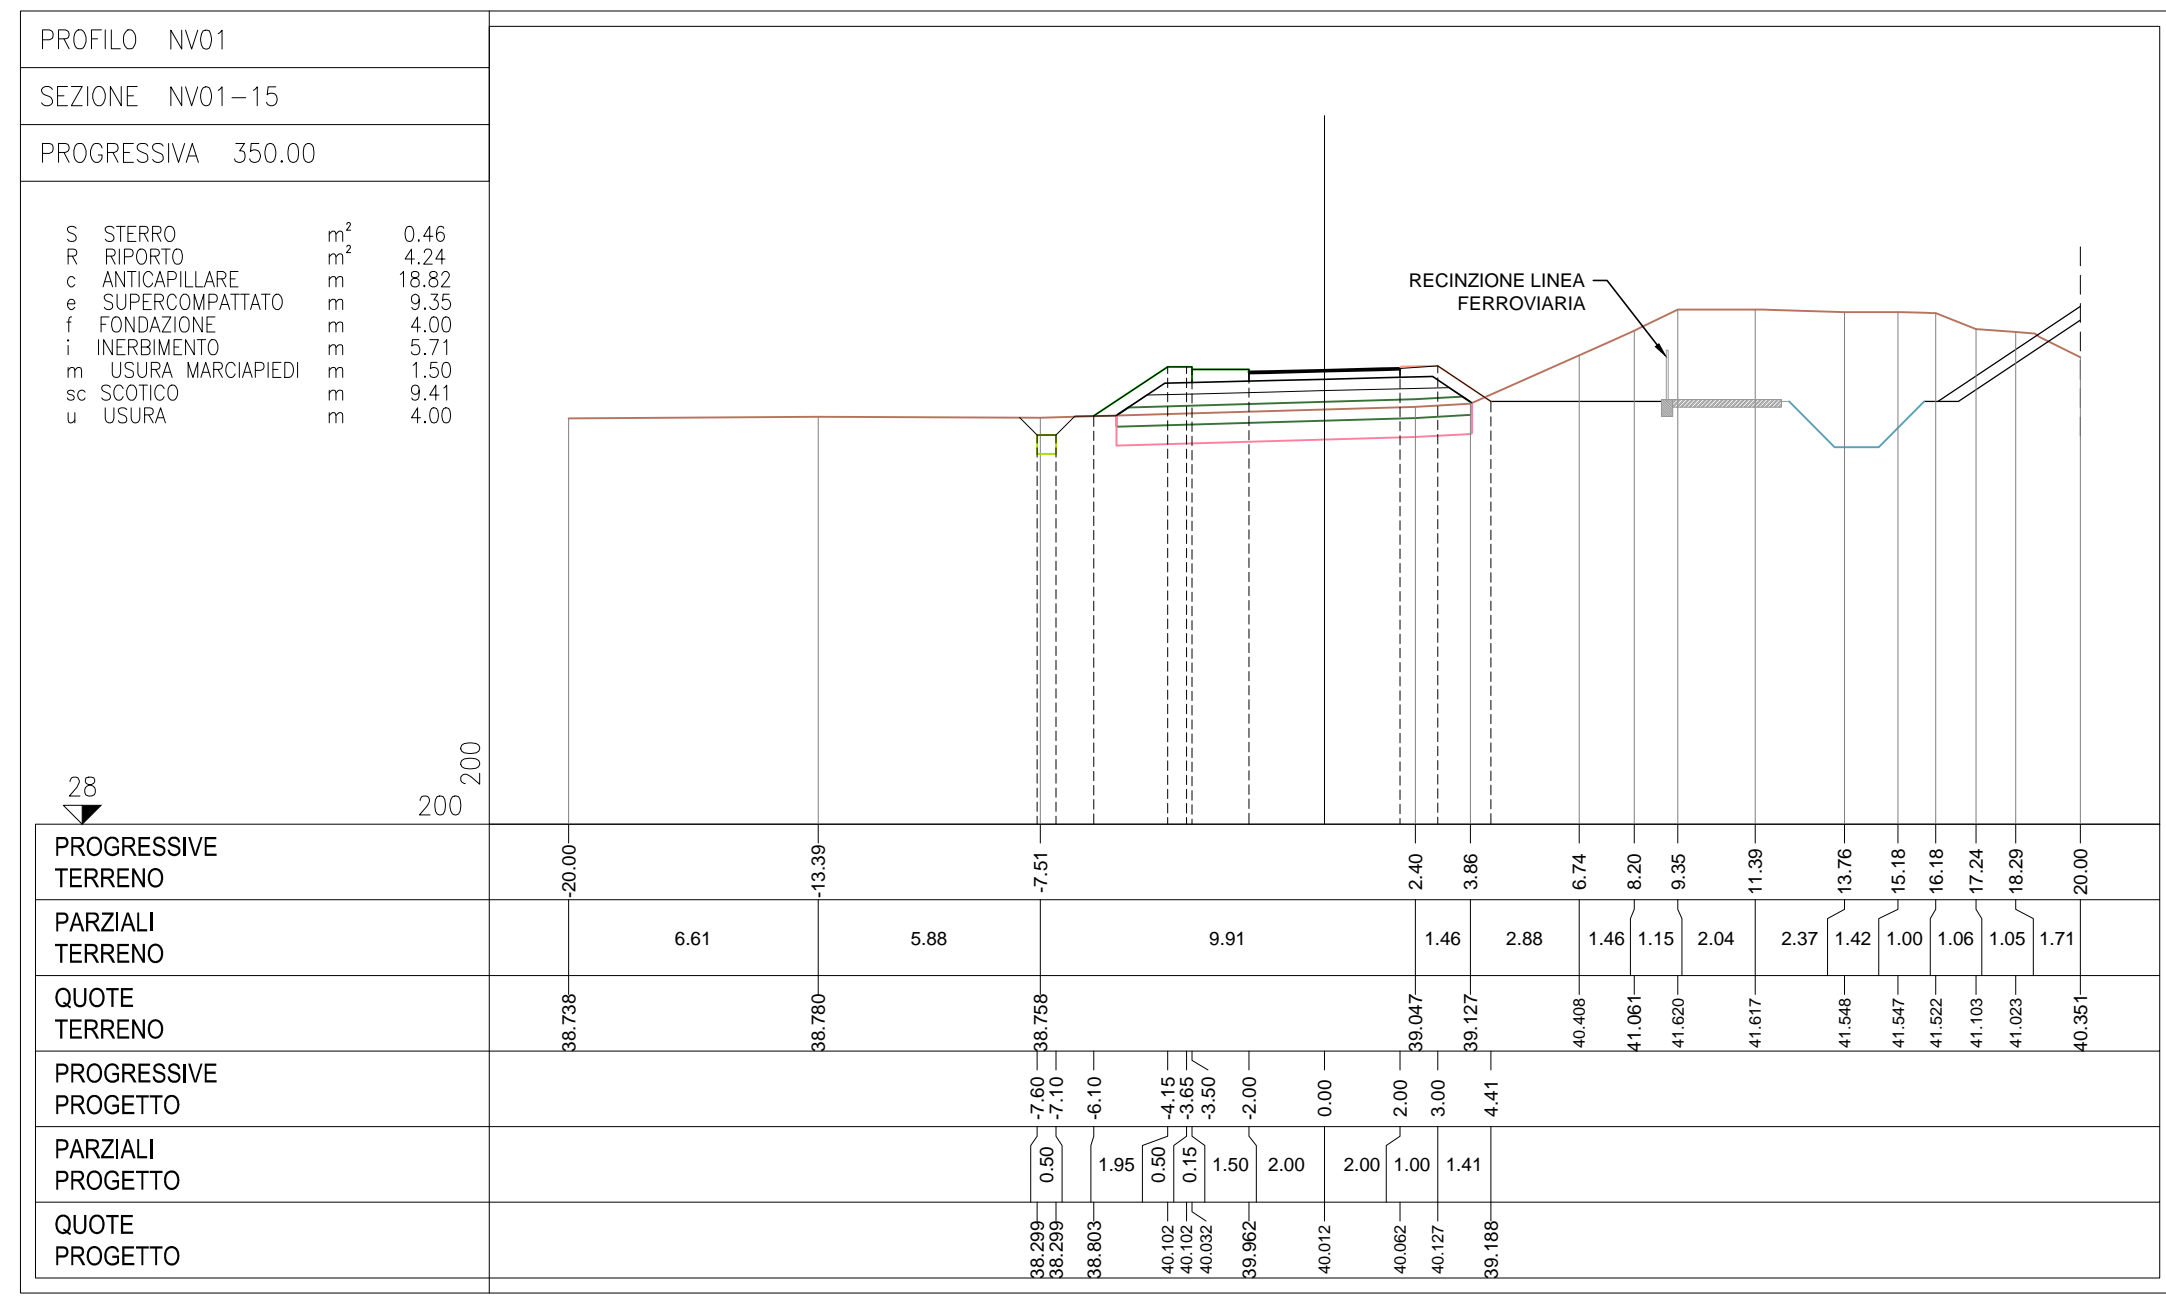 PROFILO NV01
SEZIONE NV01-15
PROGRESSIVA 350.00
S STERRO m² 0.46
R RIPORTO m² 4.24
c ANTICAPILLARE m 18.82
e SUPERCOMPATTATO m 9.35
f FONDAZIONE m 4.00
i INERBIMENTO m 5.71
m USURA MARCIAPIEDI m 1.50
sc SCOTICO m 9.41
u USURA m 4.00
RECINZIONE LINEA
FERROVIARIA
28
200
200
PROGRESSIVE
TERRENO
-20.00 -13.39 -7.51 2.40 3.86 6.74 8.20 9.35 11.39 13.76 15.18 16.18 17.24 18.29 20.00
PARZIALI
TERRENO
6.61 5.88 9.91 1.46 2.88 1.46 1.15 2.04 2.37 1.42 1.00 1.06 1.05 1.71
QUOTE
TERRENO
38.738 38.780 38.758 39.047 39.127 40.408 41.061 41.620 41.617 41.548 41.547 41.522 41.103 41.023 40.351
PROGRESSIVE
PROGETTO
-7.60 -7.10 -6.10 -4.15 -3.65 -3.50 -2.00 0.00 2.00 3.00 4.41
PARZIALI
PROGETTO
0.50 1.95 0.50 0.15 1.50 2.00 2.00 1.00 1.41
QUOTE
PROGETTO
38.299 38.299 38.803 40.102 40.102 40.032 39.962 40.012 40.062 40.127 39.188